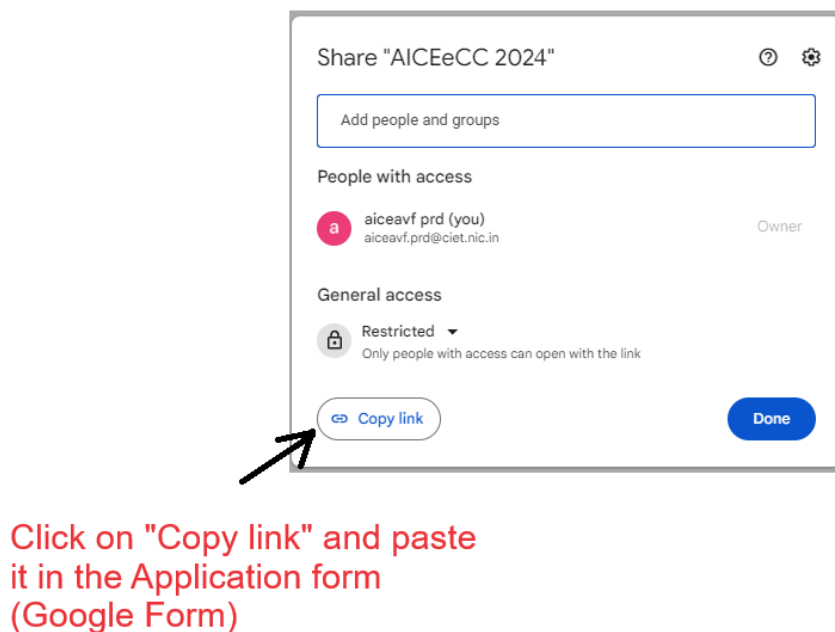 Share "AICEeCC 2024"
Add people and groups
People with access
a
aiceavf prd (you)
aiceavf.prd@ciet.nic.in
Owner
General access
Restricted
Only people with access can open with the link
Copy link
Done
Click on "Copy link" and paste
it in the Application form
(Google Form)